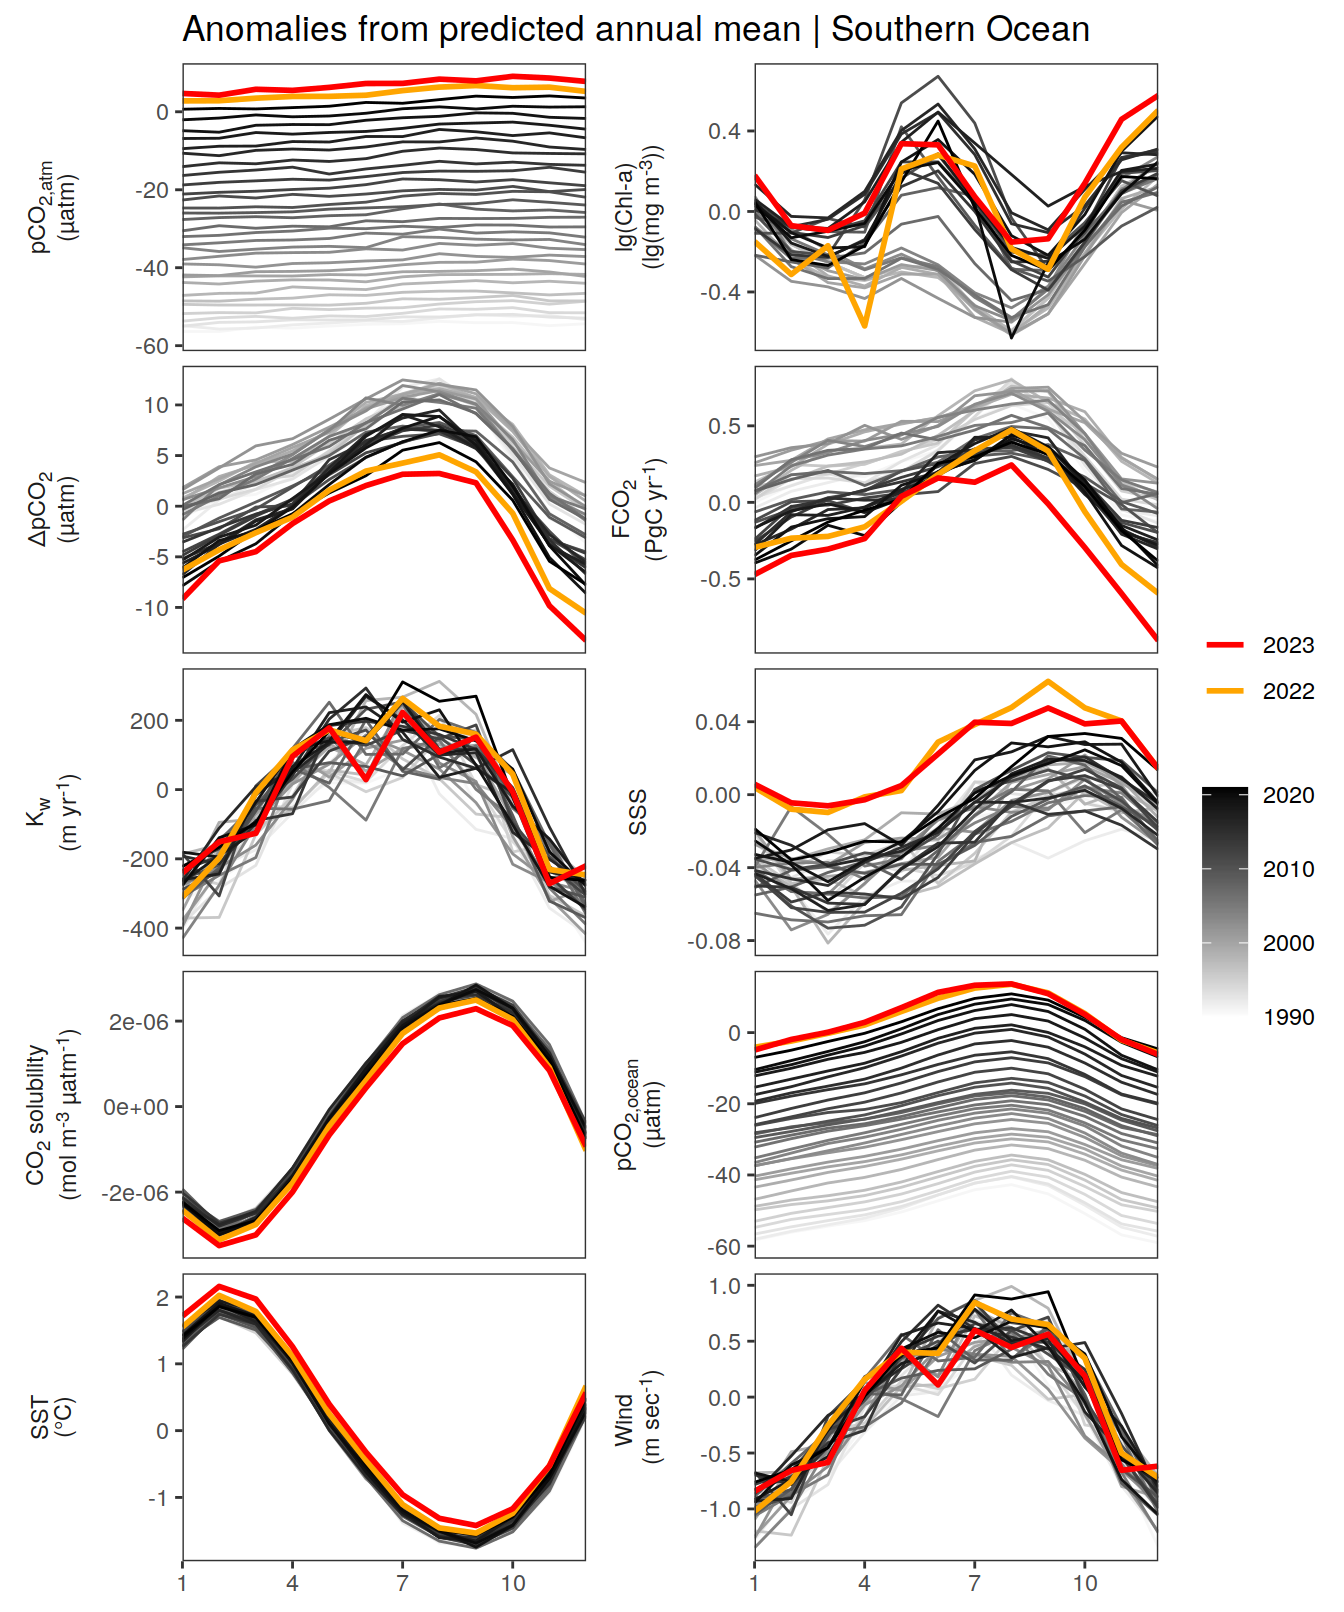 Anomalies from predicted annual mean | Southern Ocean
pCO2,atm
(µatm)
0
-20
-40
-60
lg(Chl-a)
(lg(mg m-3))
0.4
0.0
-0.4
ΔpCO2
(µatm)
10
5
0
-5
-10
FCO2
(PgC yr-1)
0.5
0.0
-0.5
Kw
(m yr-1)
200
0
-200
-400
SSS
0.04
0.00
-0.04
-0.08
CO2 solubility
(mol m-3 µatm-1)
2e-06
0e+00
-2e-06
pCO2,ocean
(µatm)
0
-20
-40
-60
SST
(°C)
2
1
0
-1
Wind
(m sec-1)
1.0
0.5
0.0
-0.5
-1.0
1 4 7 10
1 4 7 10
2023
2022
2020
2010
2000
1990